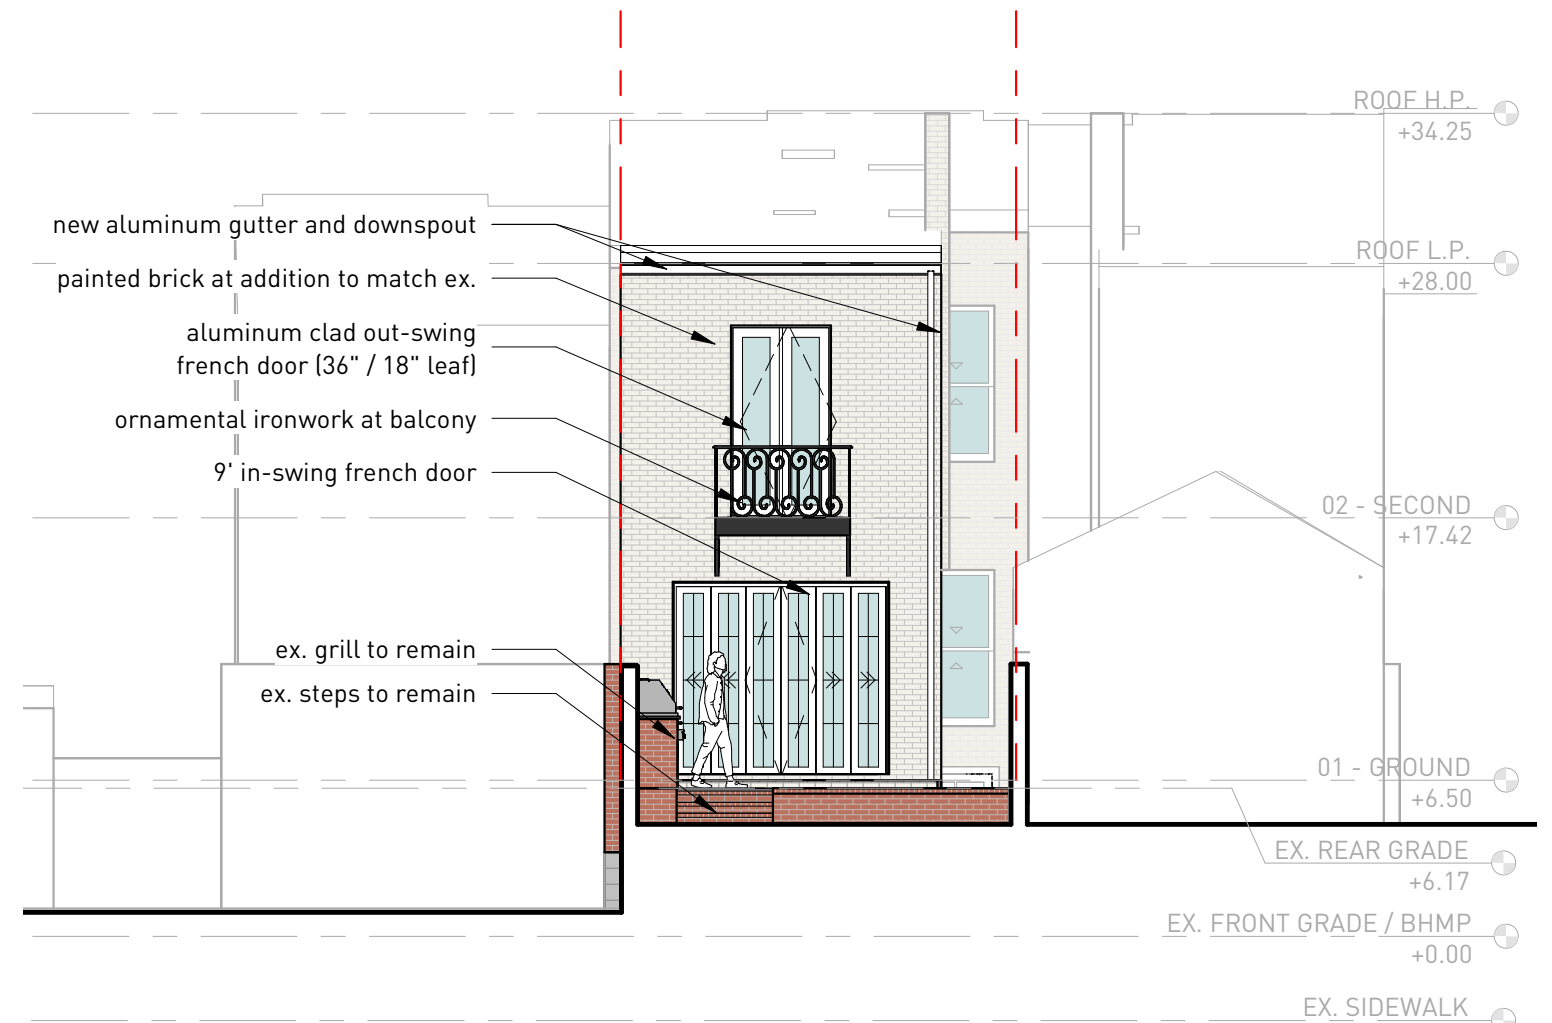 ROOF H.P.
+34.25
new aluminum gutter and downspout
ROOF L.P.
+28.00
painted brick at addition to match ex.
aluminum clad out-swing
french door (36" / 18" leaf)
ornamental ironwork at balcony
9' in-swing french door
02 - SECOND
+17.42
ex. grill to remain
ex. steps to remain
01 - GROUND
+6.50
EX. REAR GRADE
+6.17
EX. FRONT GRADE / BHMP
+0.00
EX. SIDEWALK